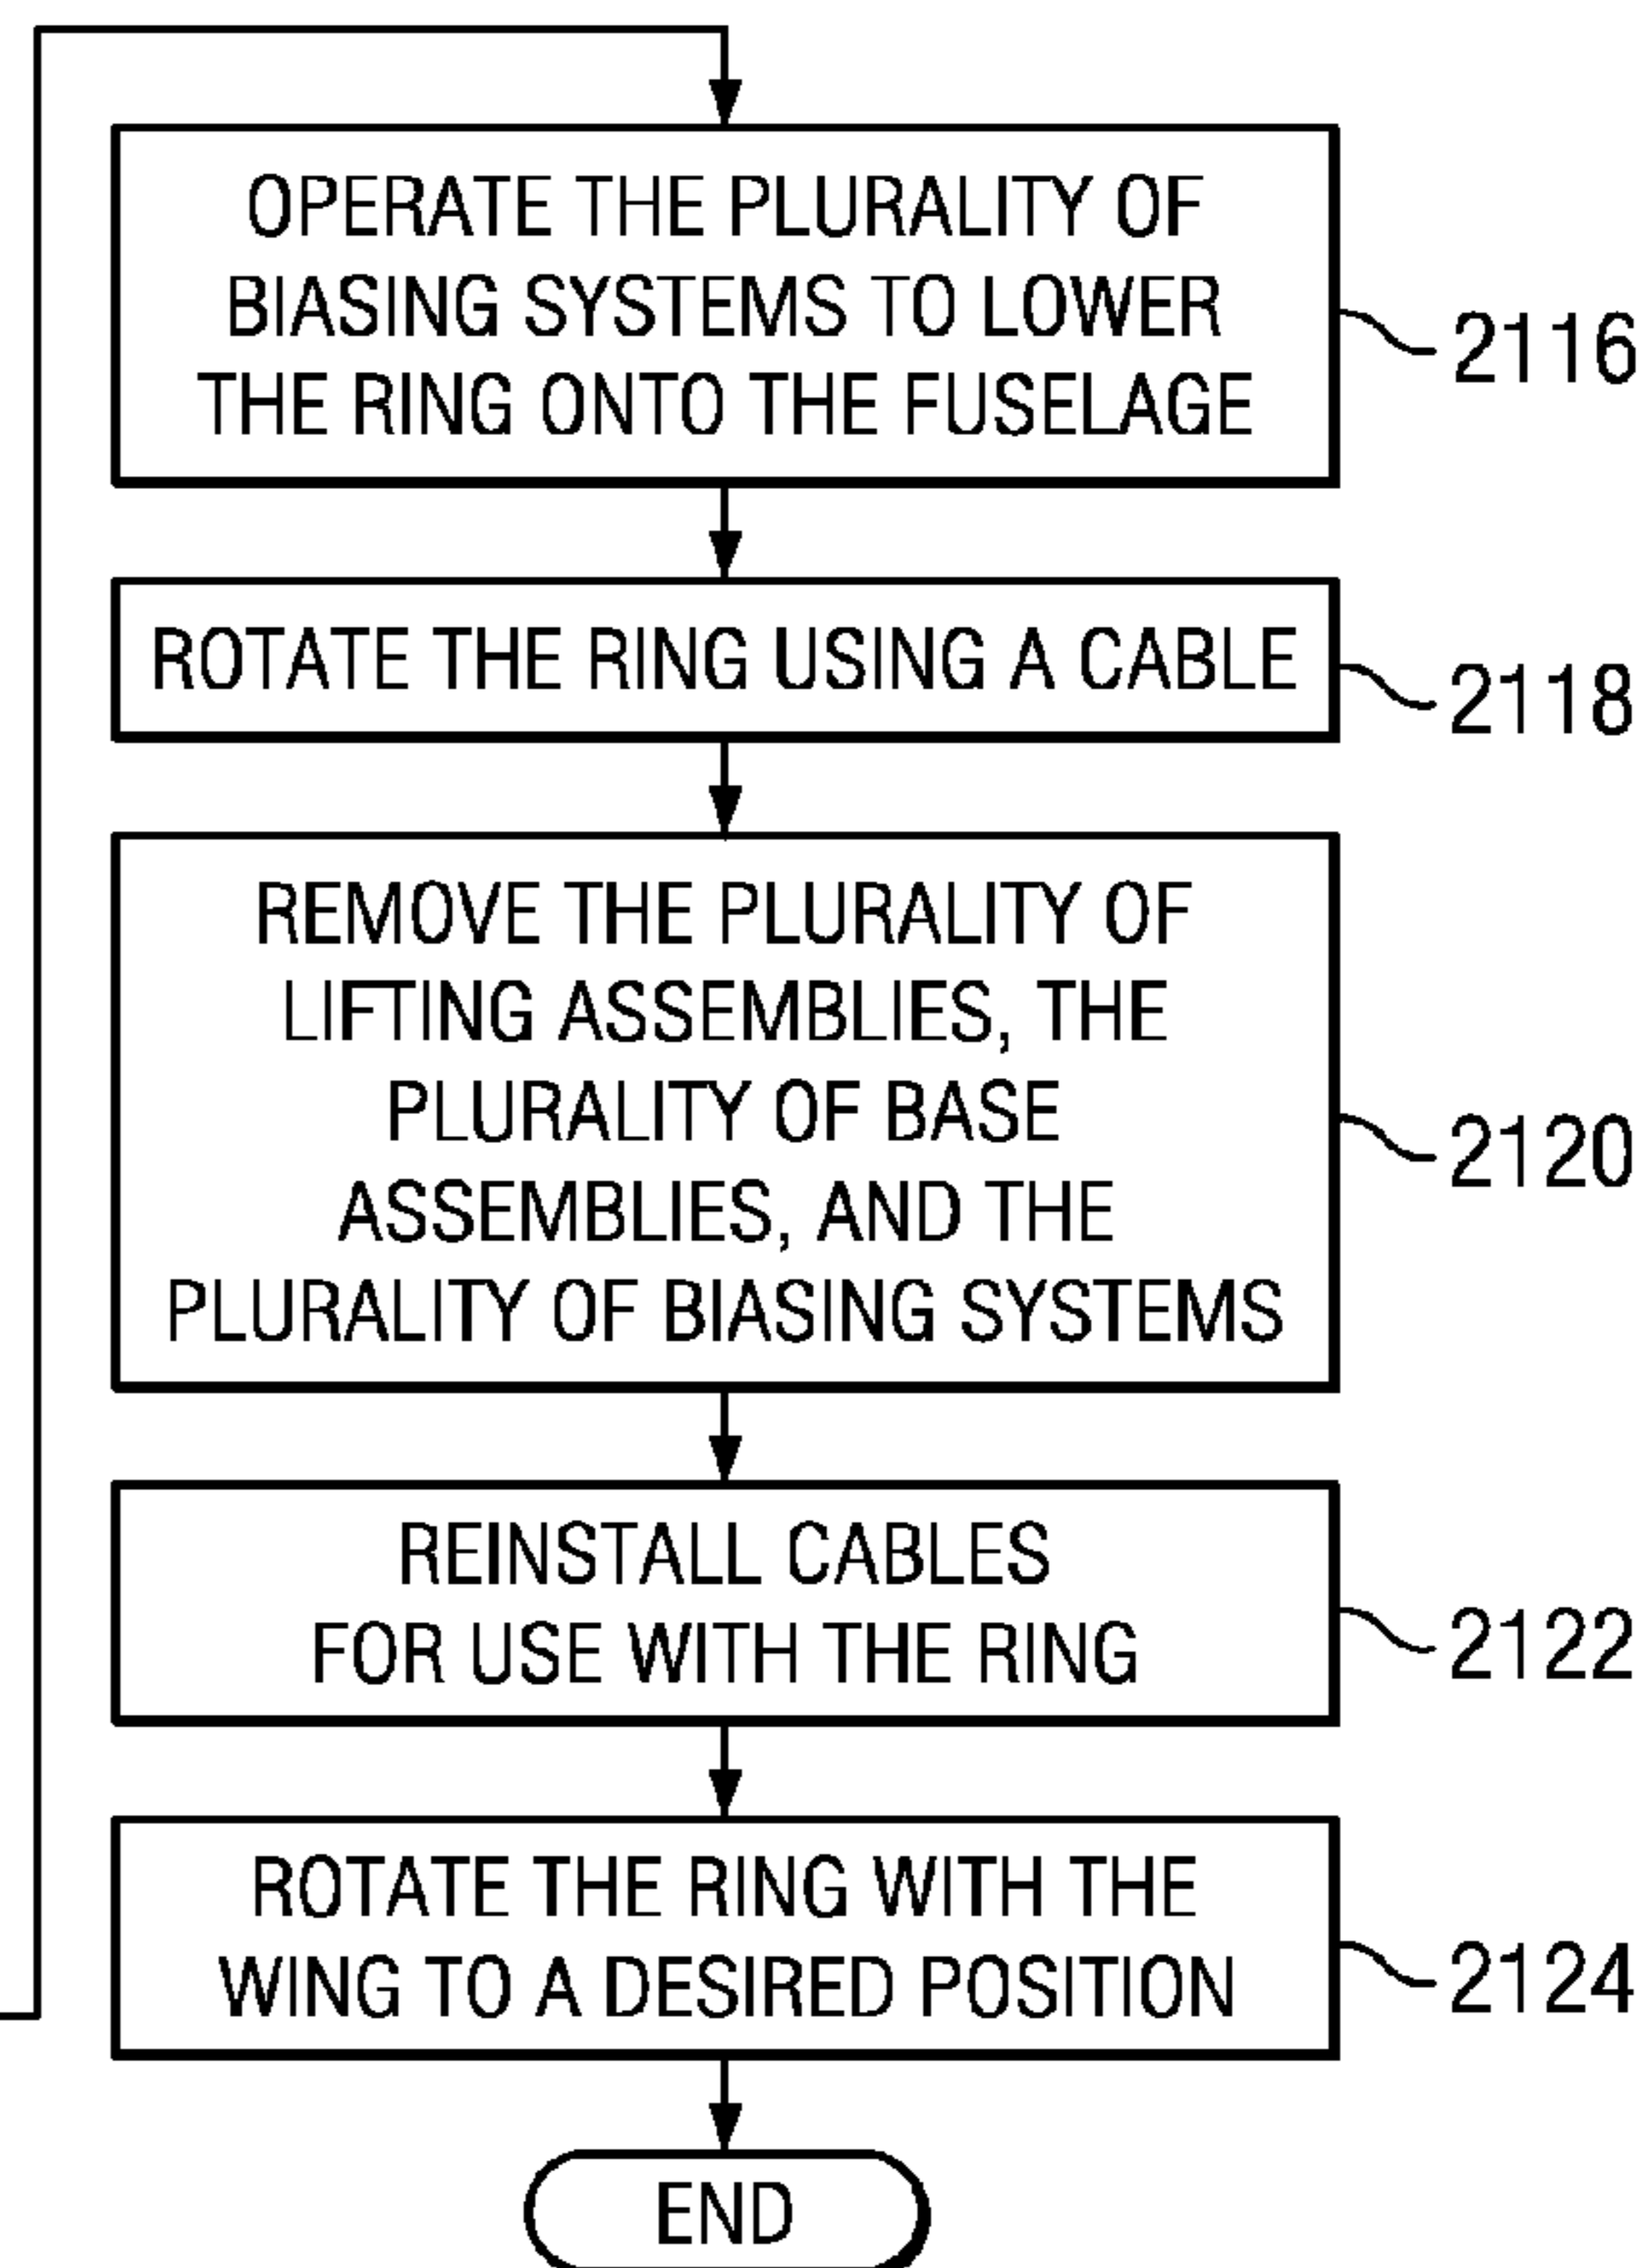 OPERATE THE PLURALITY OF
BIASING SYSTEMS TO LOWER
THE RING ONTO THE FUSELAGE
2116
ROTATE THE RING USING A CABLE
2118
REMOVE THE PLURALITY OF
LIFTING ASSEMBLIES, THE
PLURALITY OF BASE
ASSEMBLIES, AND THE
PLURALITY OF BIASING SYSTEMS
2120
REINSTALL CABLES
FOR USE WITH THE RING
2122
ROTATE THE RING WITH THE
WING TO A DESIRED POSITION
2124
END